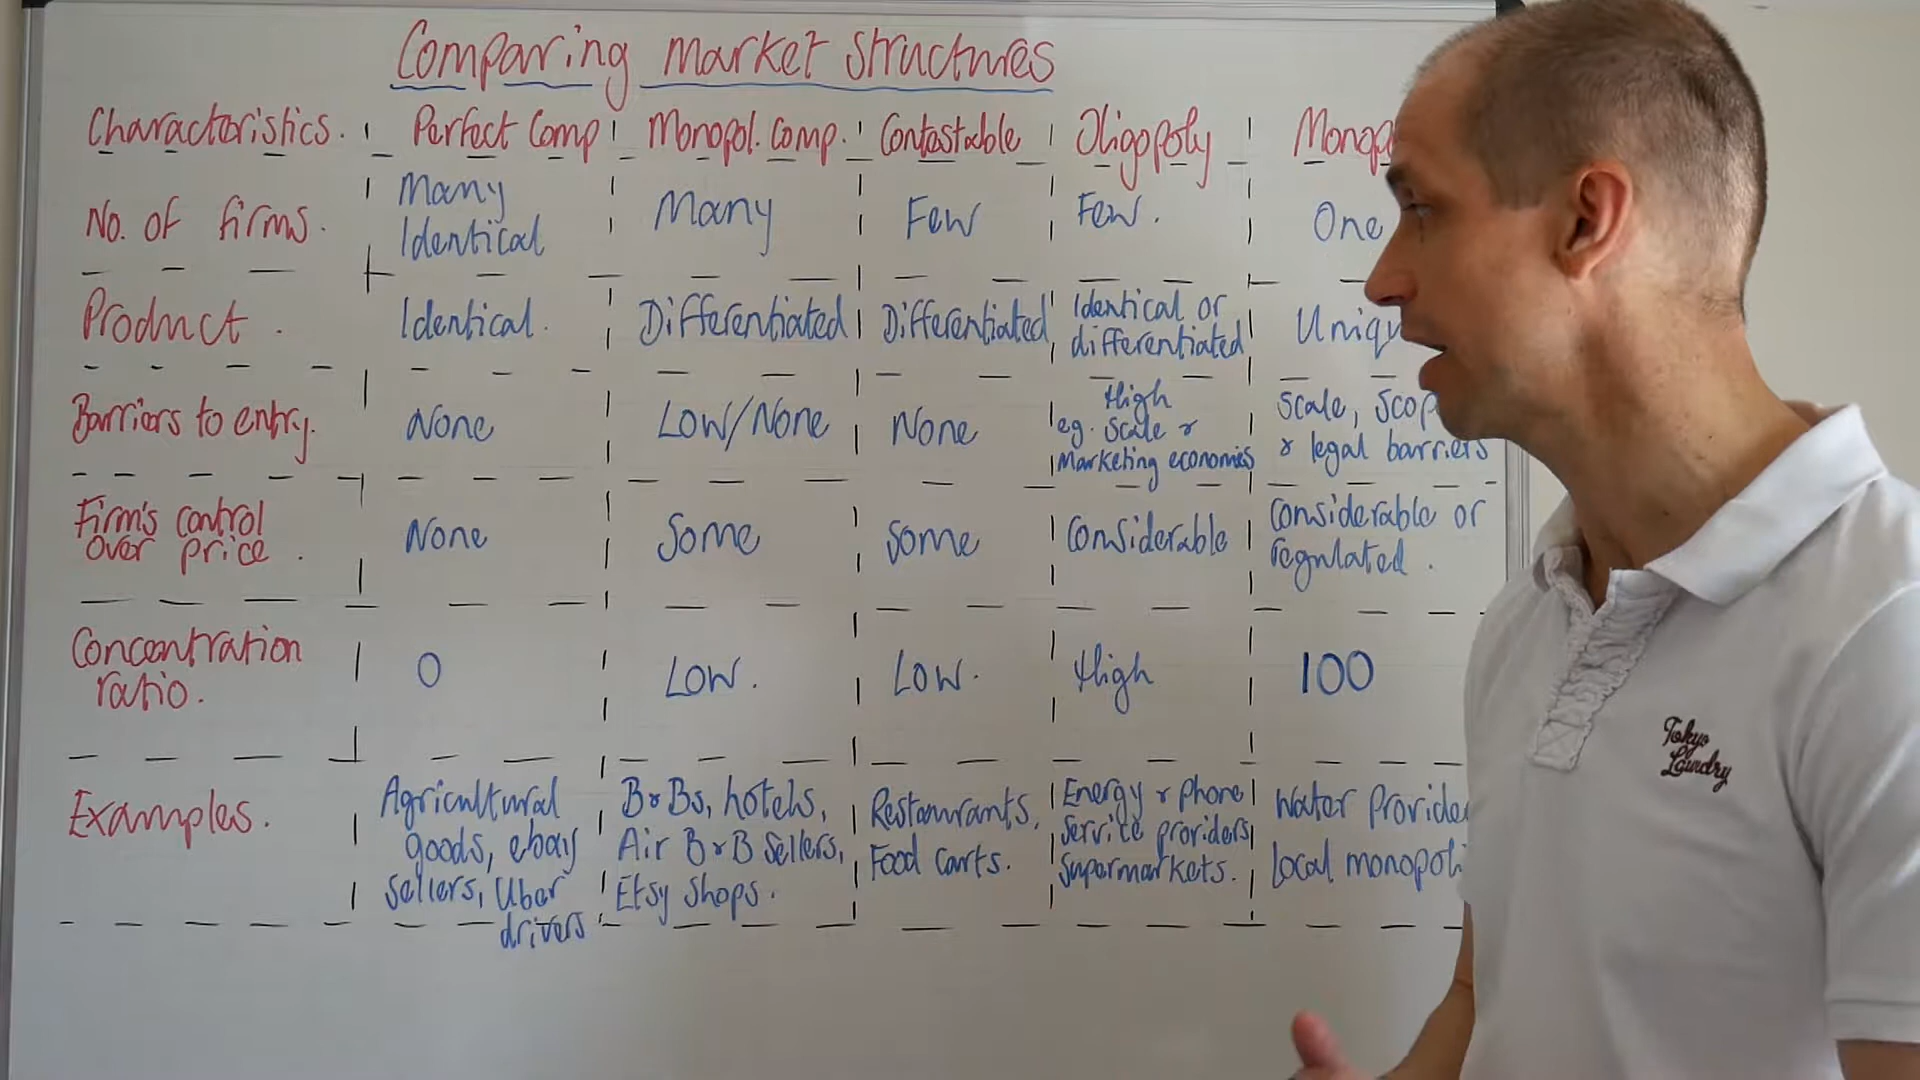 Comparing market structures
Characteristics. Perfect Comp Monopol. Comp. Contestable Oligopoly
No. of firms. Many Identical Many Few Few. One
Product. Identical. Differentiated Differentiated Identical or differentiated
Barriers to entry. None Low/None None High eg. Scale & Marketing economies Scale, & legal barriers
Firm's control over price. None Some Some Considerable Considerable or regulated.
Concentration ratio. 0 Low. Low. High 100
Examples. Agricultural goods, ebay sellers, Uber drivers B&Bs, hotels, Air B&B Sellers, Etsy Shops. Restaurants, Food carts. Energy & Phone Service providers Supermarkets. Water Local
Tokyo
Laundry